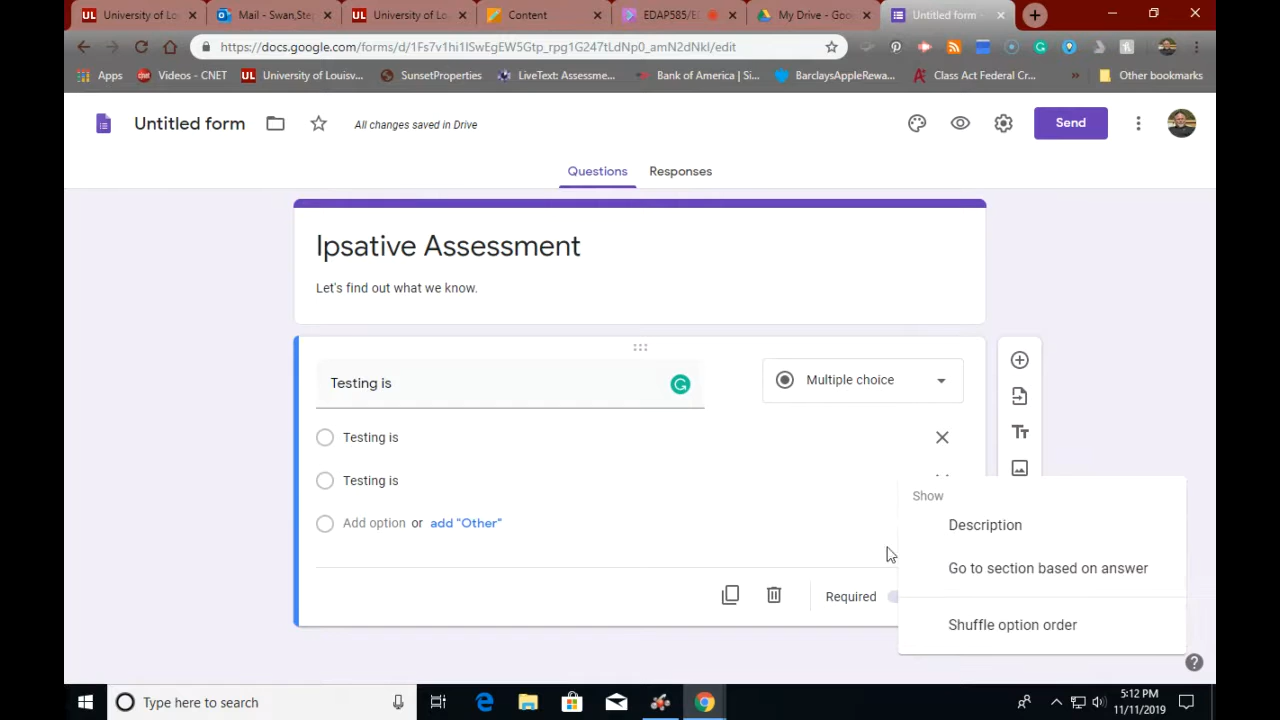 University of Lo
Mail - Swan,Ste
University of Lo
Content
EDAP585/E
My Drive - Goo
Untitled form -
https://docs.google.com/forms/d/1Fs7v1hi1ISwEgEW5Gtp_rpg1G247tLdNp0_amN2dNkI/edit
Apps
Videos - CNET
University of Louisv...
SunsetProperties
LiveText: Assessme...
Bank of America | Si...
BarclaysAppleRewa...
Class Act Federal Cr...
»
Other bookmarks
Untitled form
All changes saved in Drive
Send
Questions
Responses
Ipsative Assessment
Let's find out what we know.
Testing is
Multiple choice
Testing is
Testing is
Add option or add "Other"
Show
Description
Go to section based on answer
Shuffle option order
Required
Type here to search
5:12 PM
11/11/2019